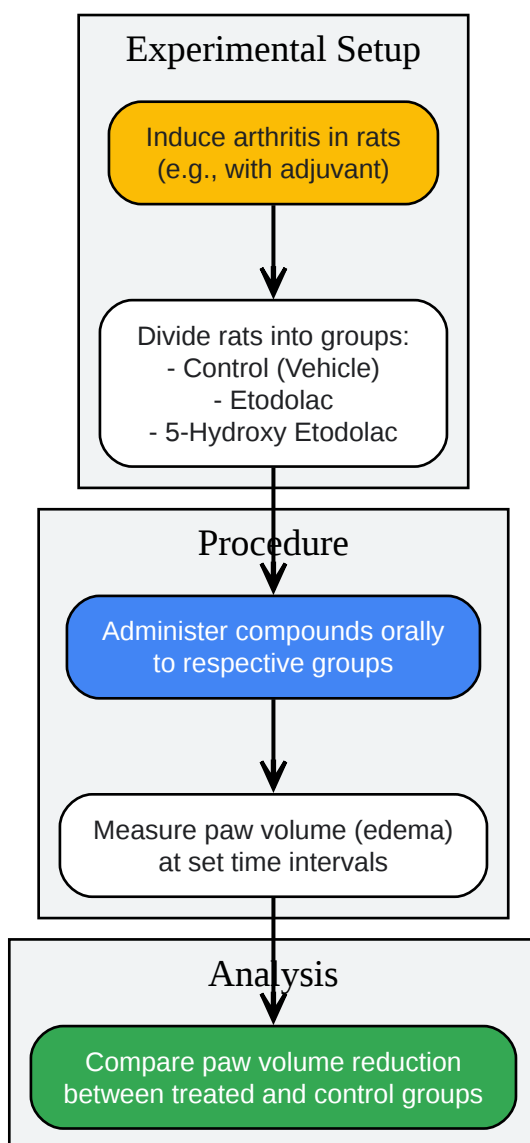 Experimental Setup
Induce arthritis in rats
(e.g., with adjuvant)
Divide rats into groups:
- Control (Vehicle)
- Etodolac
- 5-Hydroxy Etodolac
Procedure
Administer compounds orally
to respective groups
Measure paw volume (edema)
at set time intervals
Analysis
Compare paw volume reduction
between treated and control groups